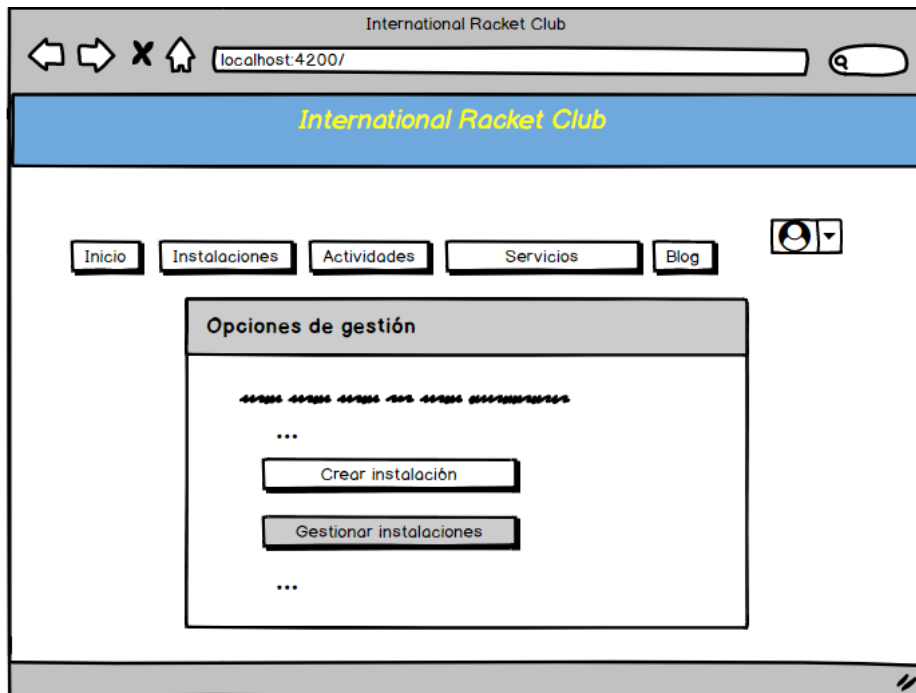 International Racket Club
localhost:4200/
International Racket Club
Inicio Instalaciones Actividades Servicios Blog
Opciones de gestión
...
Crear instalación
Gestionar instalaciones
...